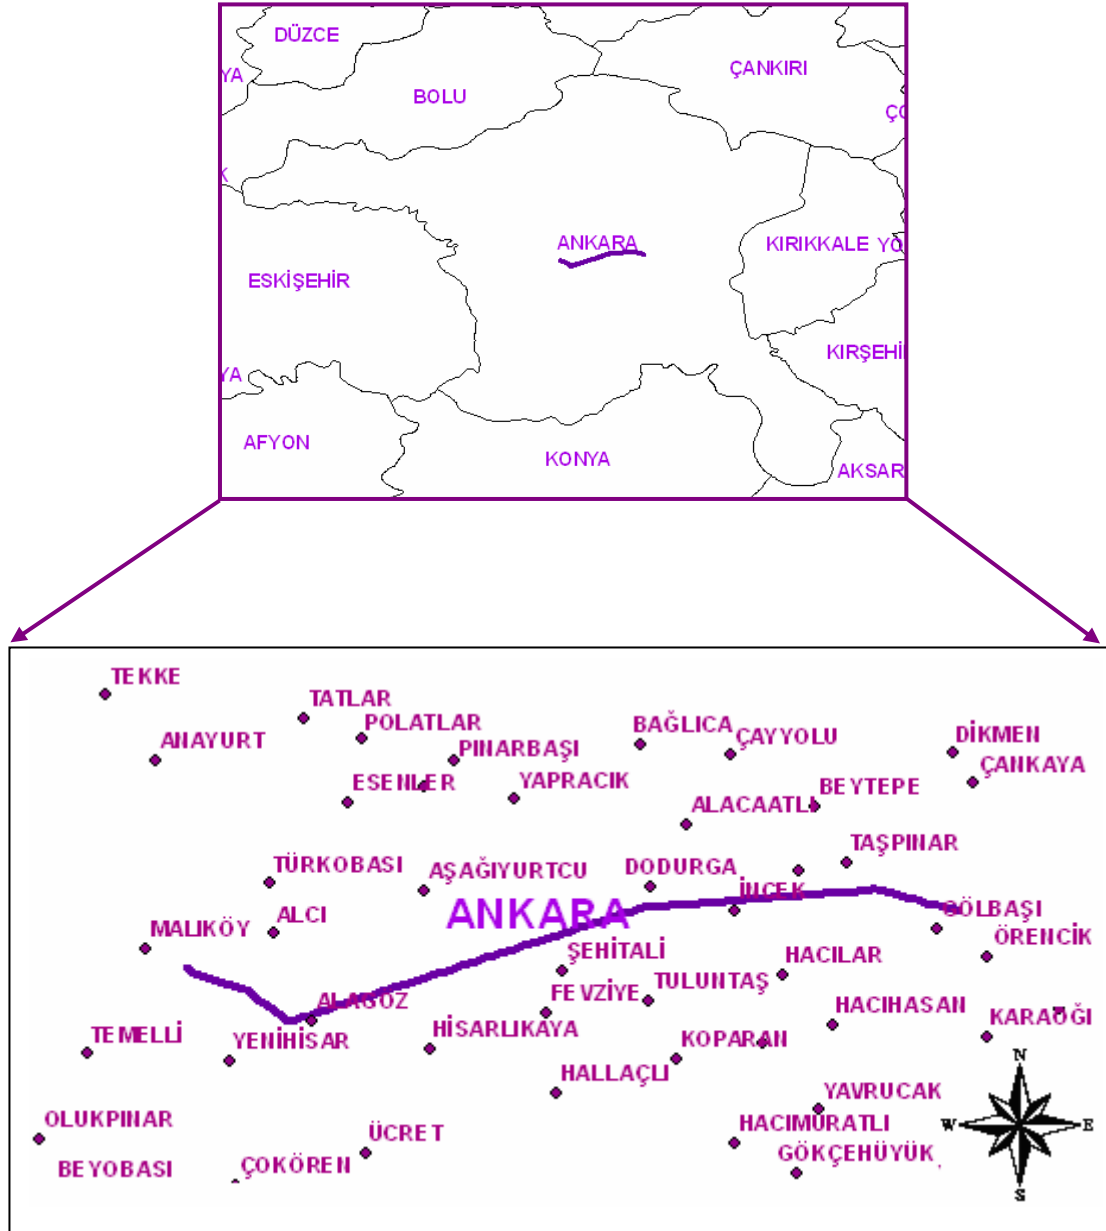 DÜZCE
ÇANKIRI
YA
BOLU
ÇO
K
ANKARA
KIRIKKALE YO
ESKİŞEHİR
KIRŞEHİ
YA
AFYON
KONYA
AKSAR
TEKKE
TATLAR
POLATLAR
BAĞLICA
ÇAYYOLU
DİKMEN
ANAYURT
PINARBAŞI
ÇANKAYA
ESENLER
YAPRACIK
BEYTEPE
ALACAATLI
TAŞPINAR
TÜRKOBASI
AŞAĞIYURTCU
DODURGA
İNCEK
ANKARA
ALCI
GÖLBAŞI
MALIKÖY
ÖRENCİK
ŞEHİTALİ
HACILAR
TULUNTAŞ
FEVZİYE
ALAGÖZ
HACIHASAN
KARAOĞI
TEMELLİ
YENİHİSAR
HİSARLIKAYA
KOPARAN
N
HALLAÇLI
YAVRUCAK
OLUKPINAR
HACIMURATLI
W
E
ÜCRET
GÖKÇEHÜYÜK
BEYOBASI
ÇOKÖREN
S